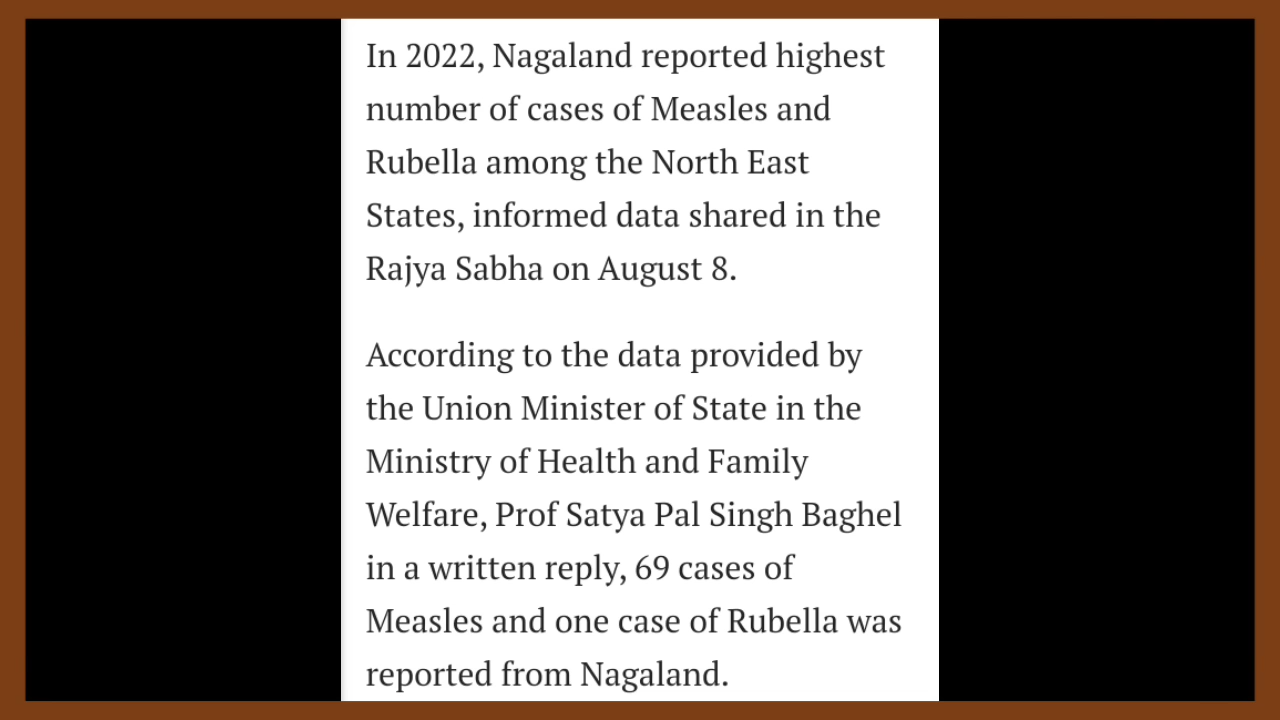 In 2022, Nagaland reported highest
number of cases of Measles and
Rubella among the North East
States, informed data shared in the
Rajya Sabha on August 8.
According to the data provided by
the Union Minister of State in the
Ministry of Health and Family
Welfare, Prof Satya Pal Singh Baghel
in a written reply, 69 cases of
Measles and one case of Rubella was
reported from Nagaland.